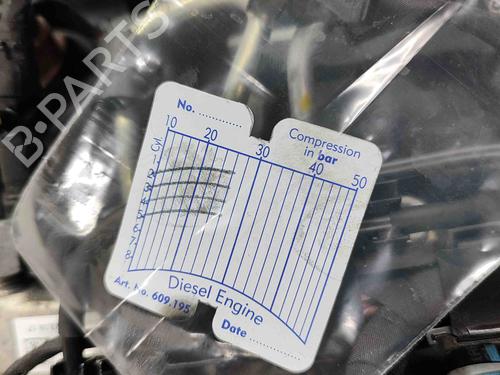 B-PARTS
No. ..............
Compression
in bar
10 20 30 40 50
Cyl.
1
2
3
4
5
6
7
8
Diesel Engine
Art. No. 609.195
Date ..............